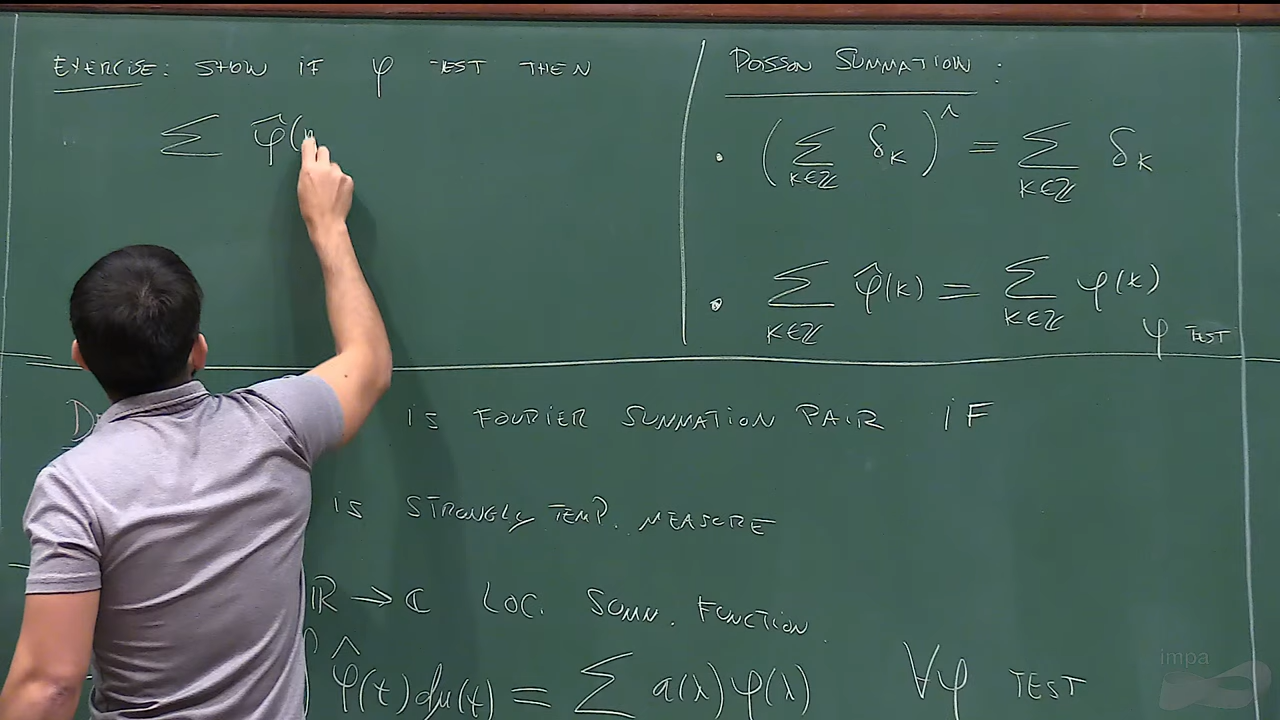 EXERCISE: SHOW IF φ TEST THEN
∑ φ̂(
POISSON SUMMATION:
• (∑_{K∈ℤ} δ_K)^ = ∑_{K∈ℤ} δ_K
• ∑_{K∈ℤ} φ̂(K) = ∑_{K∈ℤ} φ(K)
φ TEST
IS FOURIER SUMMATION PAIR IF
IS STRONGLY TEMP. MEASURE
ℝ → ℂ LOC. SUMM. FUNCTION.
φ̂(t)dμ(t) = ∑ a(λ)φ(λ) ∀φ TEST
impa